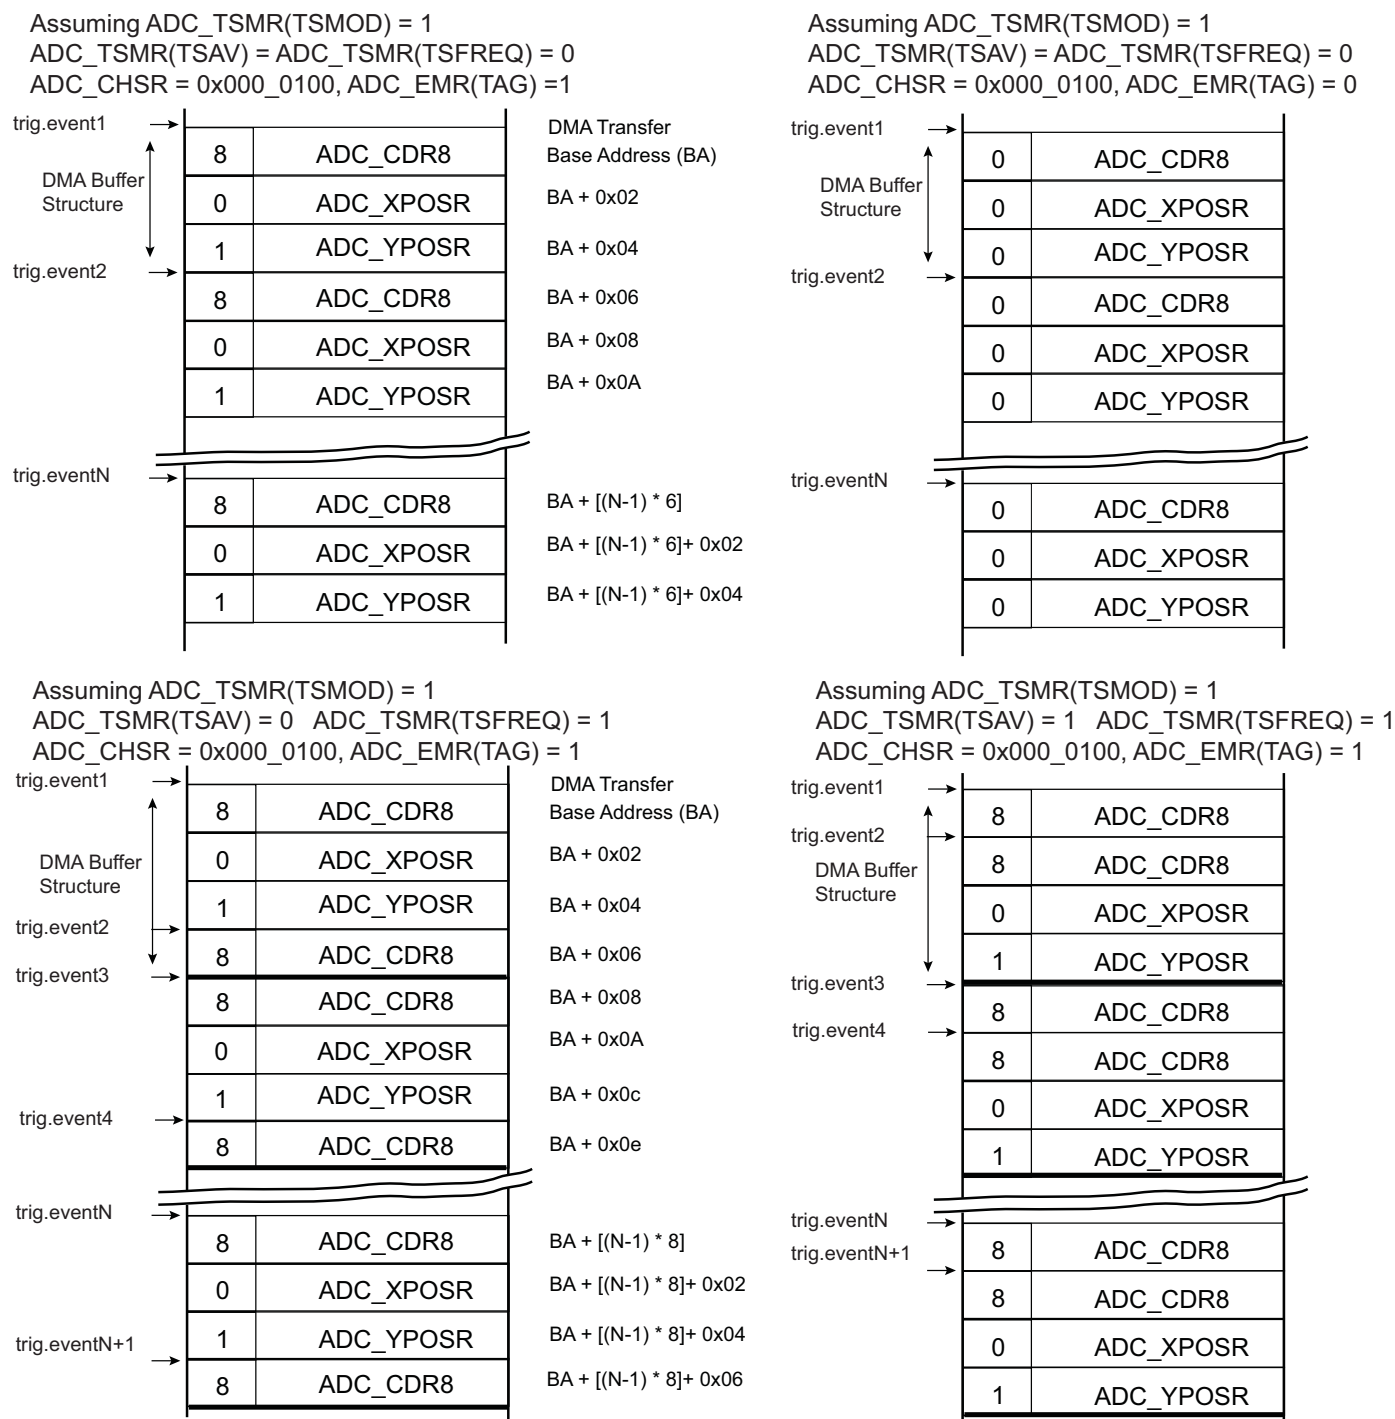 Assuming ADC_TSMR(TSMOD) = 1
ADC_TSMR(TSAV) = ADC_TSMR(TSFREQ) = 0
ADC_CHSR = 0x000_0100, ADC_EMR(TAG) =1
trig.event1
DMA Transfer
8 ADC_CDR8 Base Address (BA)
DMA Buffer
Structure
0 ADC_XPOSR BA + 0x02
1 ADC_YPOSR BA + 0x04
trig.event2
8 ADC_CDR8 BA + 0x06
0 ADC_XPOSR BA + 0x08
1 ADC_YPOSR BA + 0x0A
trig.eventN
8 ADC_CDR8 BA + [(N-1) * 6]
0 ADC_XPOSR BA + [(N-1) * 6]+ 0x02
1 ADC_YPOSR BA + [(N-1) * 6]+ 0x04
Assuming ADC_TSMR(TSMOD) = 1
ADC_TSMR(TSAV) = ADC_TSMR(TSFREQ) = 0
ADC_CHSR = 0x000_0100, ADC_EMR(TAG) = 0
trig.event1
0 ADC_CDR8
DMA Buffer
Structure
0 ADC_XPOSR
0 ADC_YPOSR
trig.event2
0 ADC_CDR8
0 ADC_XPOSR
0 ADC_YPOSR
trig.eventN
0 ADC_CDR8
0 ADC_XPOSR
0 ADC_YPOSR
Assuming ADC_TSMR(TSMOD) = 1
ADC_TSMR(TSAV) = 0 ADC_TSMR(TSFREQ) = 1
ADC_CHSR = 0x000_0100, ADC_EMR(TAG) = 1
trig.event1
DMA Transfer
8 ADC_CDR8 Base Address (BA)
DMA Buffer
Structure
0 ADC_XPOSR BA + 0x02
1 ADC_YPOSR BA + 0x04
trig.event2
8 ADC_CDR8 BA + 0x06
trig.event3
8 ADC_CDR8 BA + 0x08
0 ADC_XPOSR BA + 0x0A
1 ADC_YPOSR BA + 0x0c
trig.event4
8 ADC_CDR8 BA + 0x0e
trig.eventN
8 ADC_CDR8 BA + [(N-1) * 8]
0 ADC_XPOSR BA + [(N-1) * 8]+ 0x02
1 ADC_YPOSR BA + [(N-1) * 8]+ 0x04
trig.eventN+1
8 ADC_CDR8 BA + [(N-1) * 8]+ 0x06
Assuming ADC_TSMR(TSMOD) = 1
ADC_TSMR(TSAV) = 1 ADC_TSMR(TSFREQ) = 1
ADC_CHSR = 0x000_0100, ADC_EMR(TAG) = 1
trig.event1
8 ADC_CDR8
trig.event2
DMA Buffer
Structure
8 ADC_CDR8
0 ADC_XPOSR
1 ADC_YPOSR
trig.event3
8 ADC_CDR8
trig.event4
8 ADC_CDR8
0 ADC_XPOSR
1 ADC_YPOSR
trig.eventN
8 ADC_CDR8
trig.eventN+1
8 ADC_CDR8
0 ADC_XPOSR
1 ADC_YPOSR